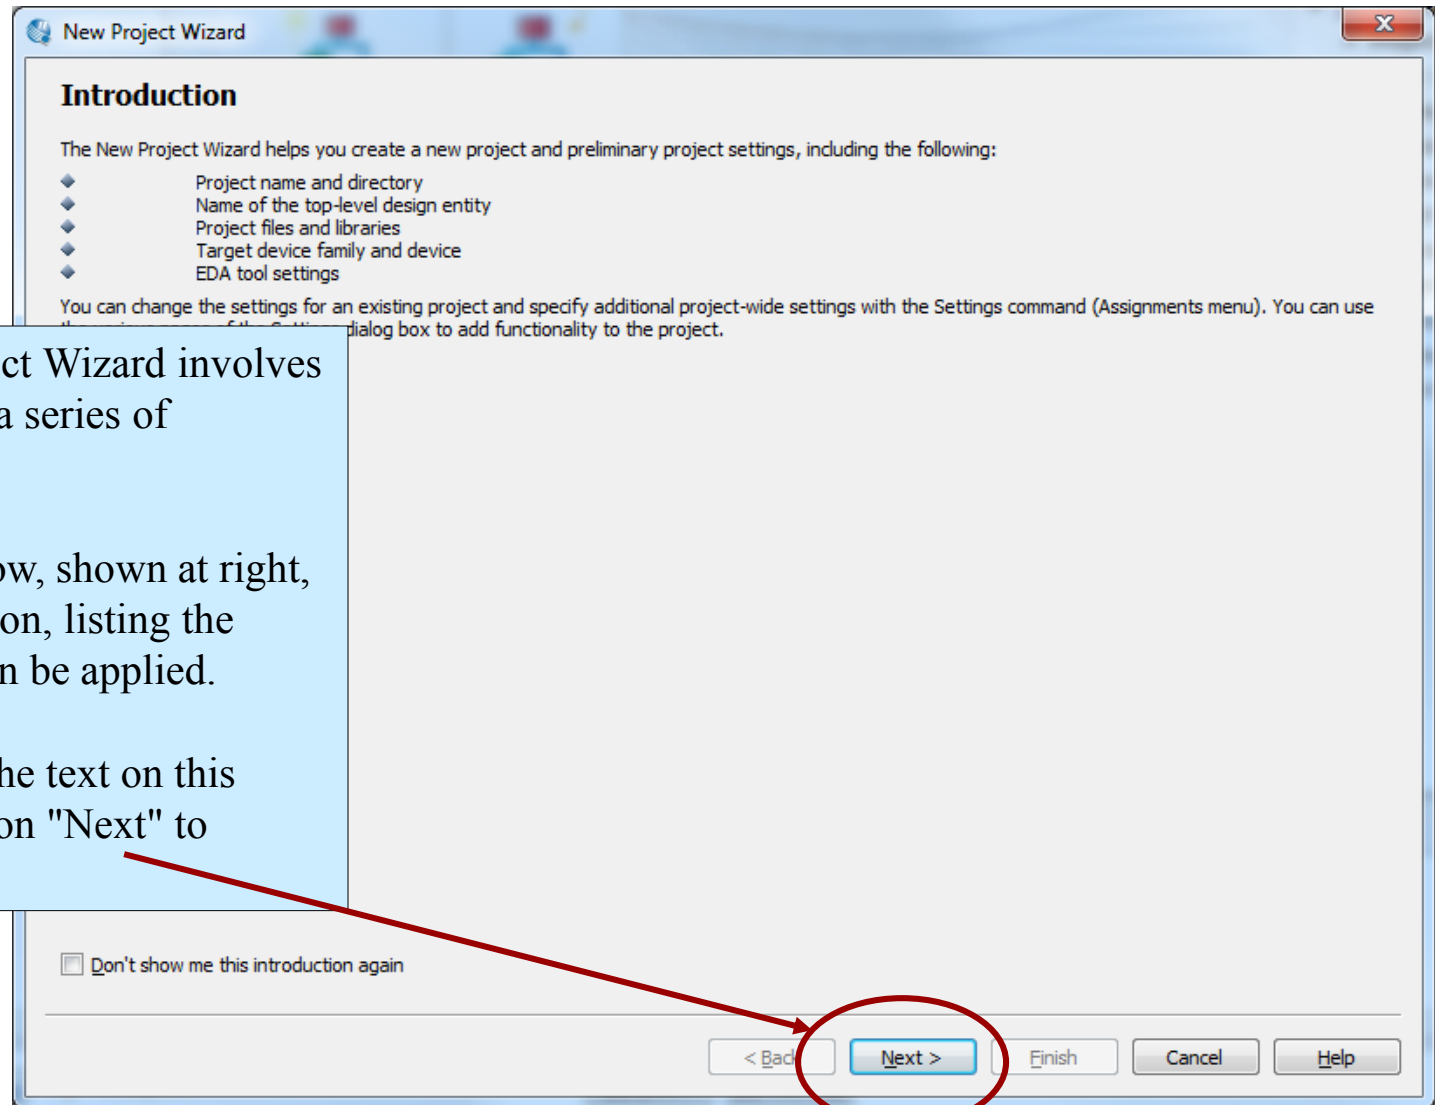 New Project Wizard
Introduction
The New Project Wizard helps you create a new project and preliminary project settings, including the following:
Project name and directory
Name of the top-level design entity
Project files and libraries
Target device family and device
EDA tool settings
You can change the settings for an existing project and specify additional project-wide settings with the Settings command (Assignments menu). You can use
dialog box to add functionality to the project.
ct Wizard involves
a series of
ow, shown at right,
on, listing the
n be applied.
he text on this
on "Next" to
Don't show me this introduction again
< Back
Next >
Finish
Cancel
Help